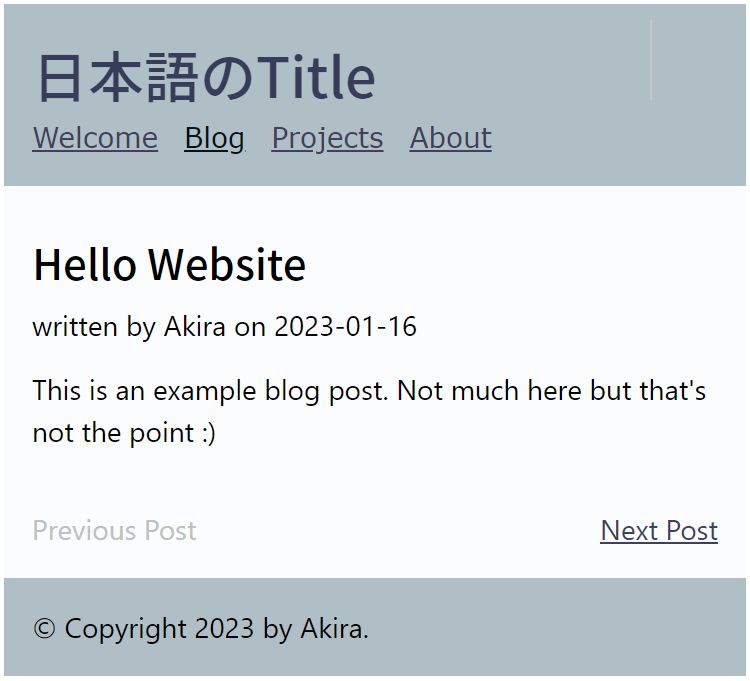 日本語のTitle
Welcome Blog Projects About
Hello Website
written by Akira on 2023-01-16
This is an example blog post. Not much here but that's
not the point :)
Previous Post Next Post
© Copyright 2023 by Akira.